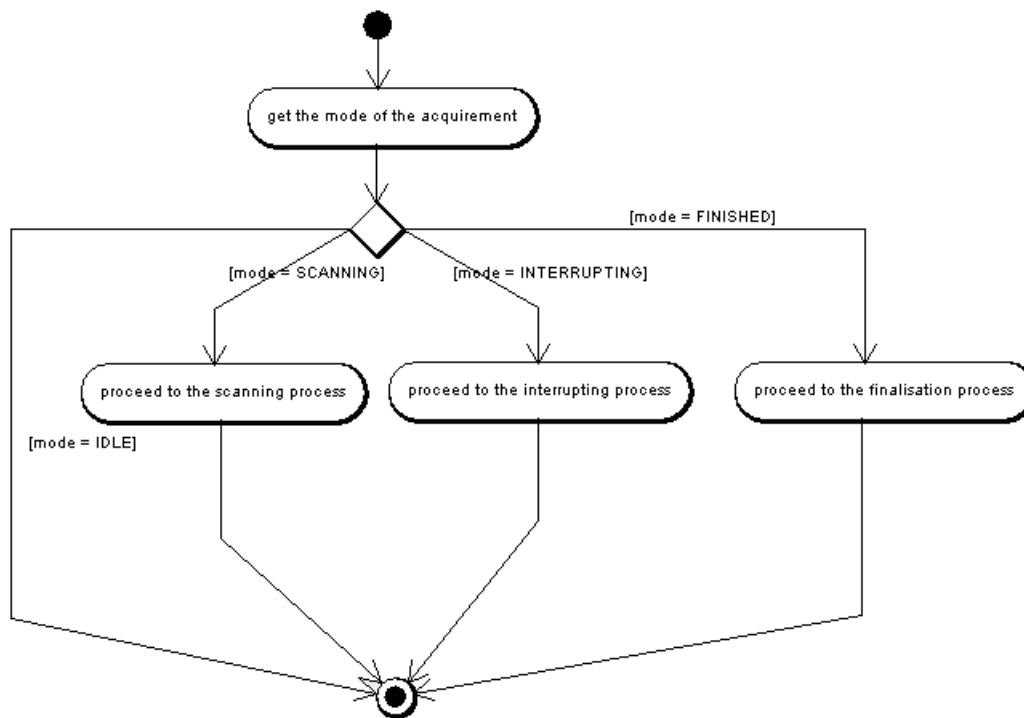 get the mode of the acquirement
[mode = FINISHED]
[mode = SCANNING]
[mode = INTERRUPTING]
proceed to the scanning process
proceed to the interrupting process
proceed to the finalisation process
[mode = IDLE]